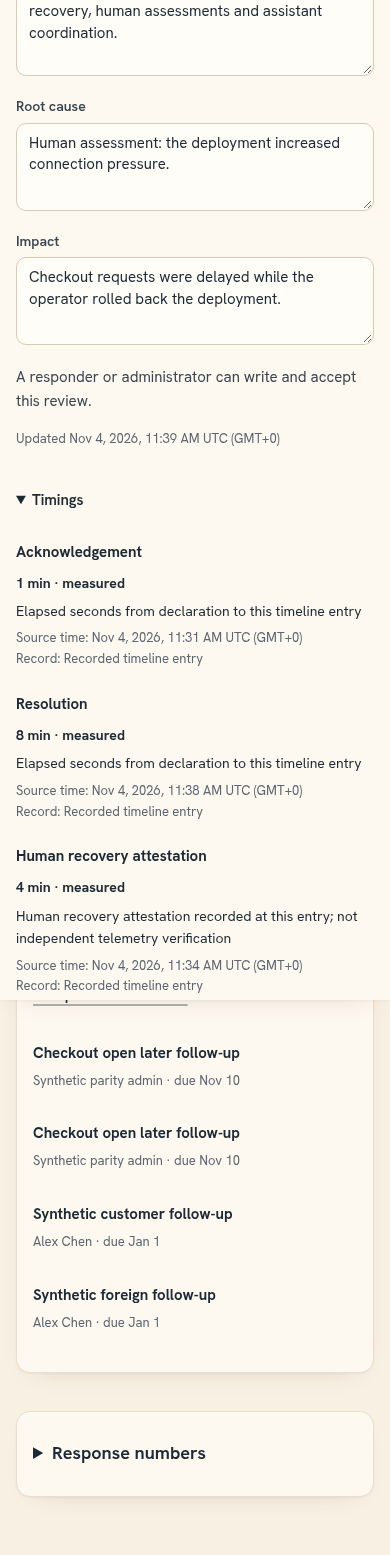 recovery, human assessments and assistant
coordination.
Root cause
Human assessment: the deployment increased
connection pressure.
Impact
Checkout requests were delayed while the
operator rolled back the deployment.
A responder or administrator can write and accept
this review.
Updated Nov 4, 2026, 11:39 AM UTC (GMT+0)
Timings
Acknowledgement
1 min · measured
Elapsed seconds from declaration to this timeline entry
Source time: Nov 4, 2026, 11:31 AM UTC (GMT+0)
Record: Recorded timeline entry
Resolution
8 min · measured
Elapsed seconds from declaration to this timeline entry
Source time: Nov 4, 2026, 11:38 AM UTC (GMT+0)
Record: Recorded timeline entry
Human recovery attestation
4 min · measured
Human recovery attestation recorded at this entry; not
independent telemetry verification
Source time: Nov 4, 2026, 11:34 AM UTC (GMT+0)
Record: Recorded timeline entry
Checkout open later follow-up
Synthetic parity admin · due Nov 10
Checkout open later follow-up
Synthetic parity admin · due Nov 10
Synthetic customer follow-up
Alex Chen · due Jan 1
Synthetic foreign follow-up
Alex Chen · due Jan 1
Response numbers